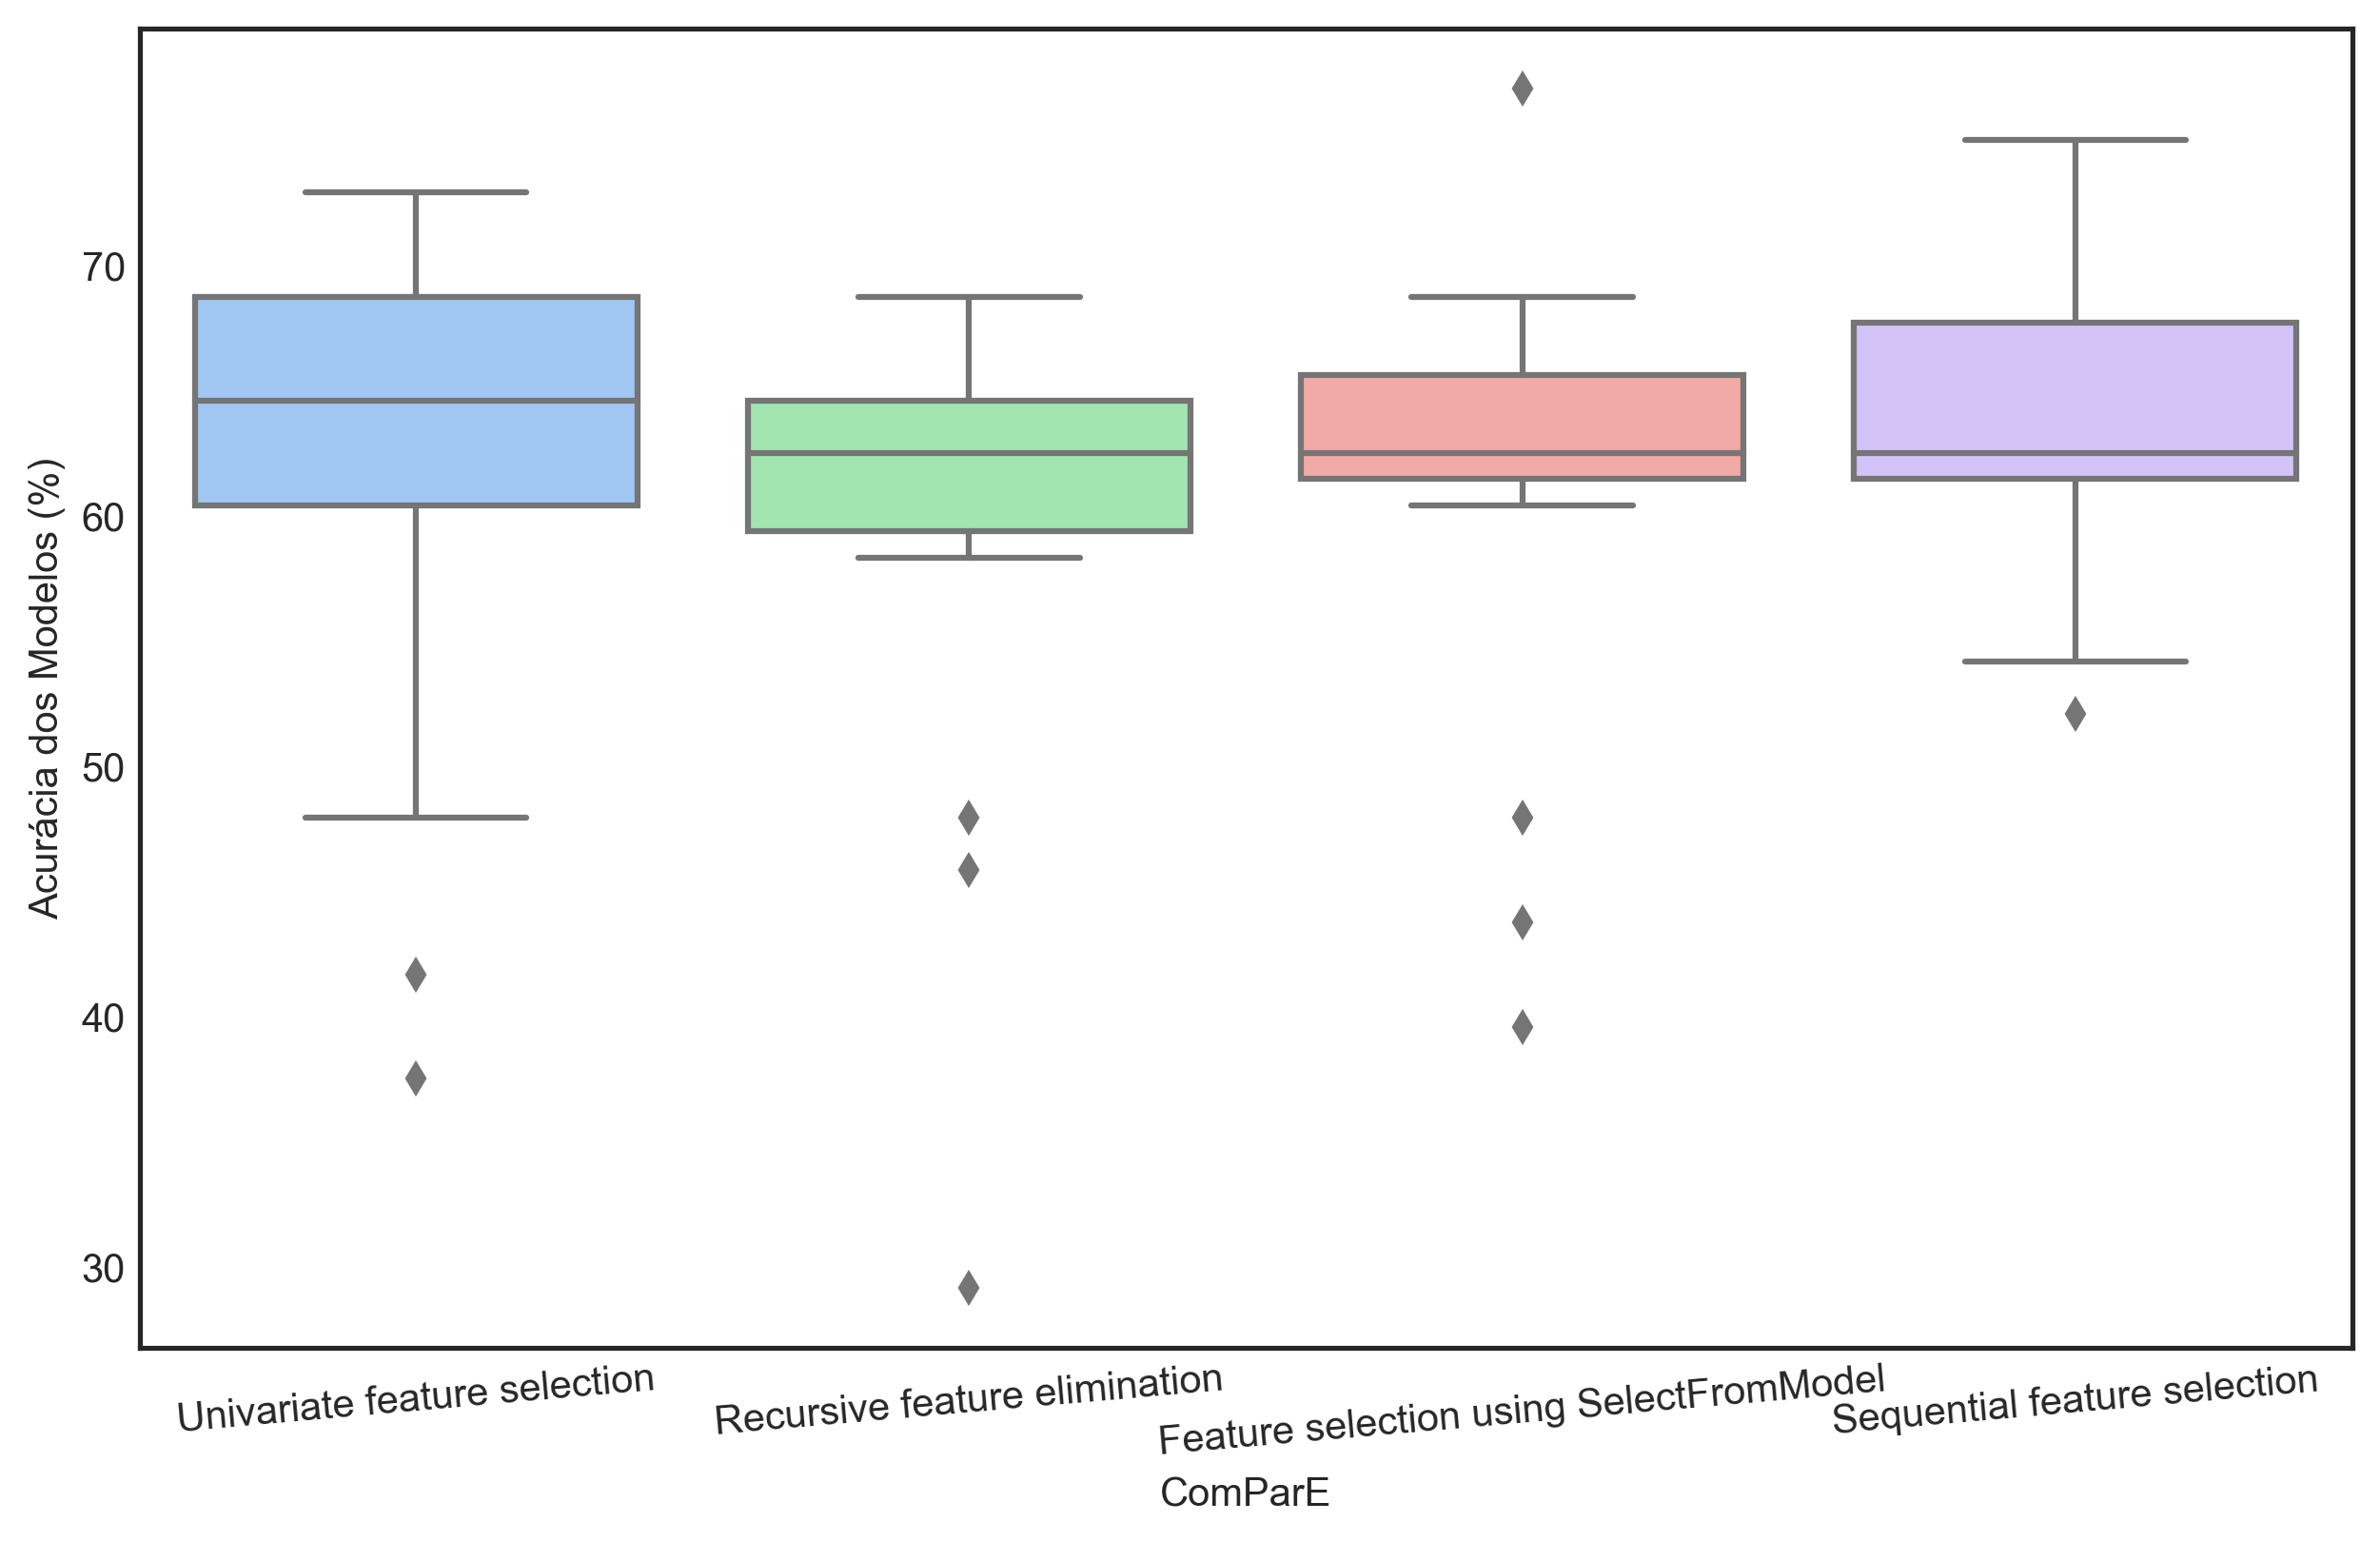 Acurácia dos Modelos (%)
70
60
50
40
30
Univariate feature selection
Recursive feature elimination
Feature selection using SelectFromModel
Sequential feature selection
ComParE